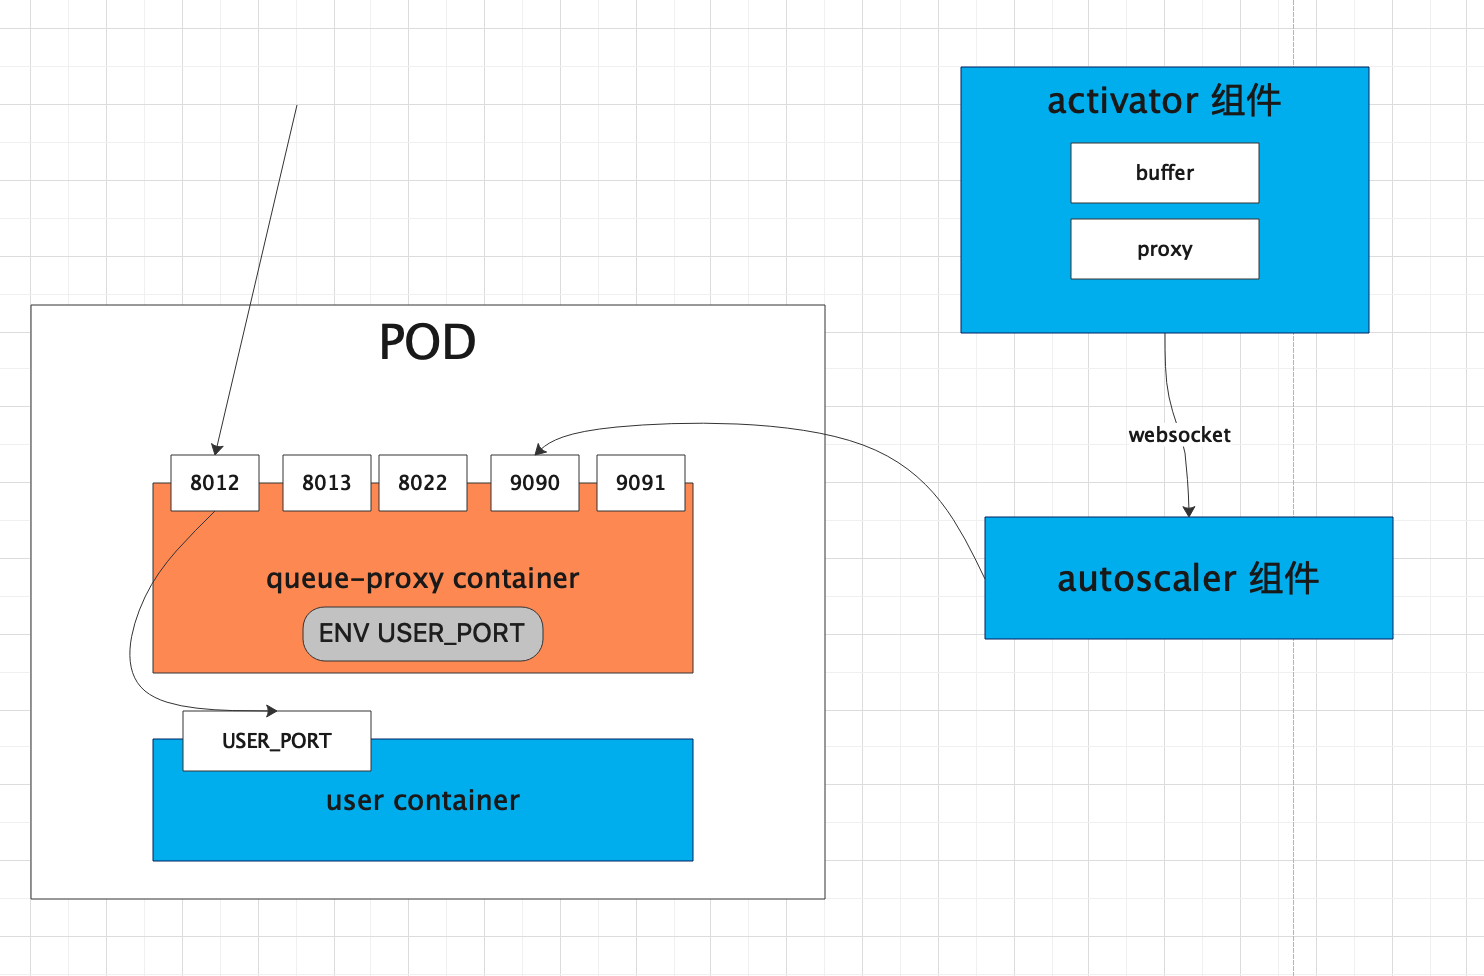 activator 组件
buffer
proxy
POD
websocket
8012
8013
8022
9090
9091
queue-proxy container
ENV USER_PORT
autoscaler 组件
USER_PORT
user container